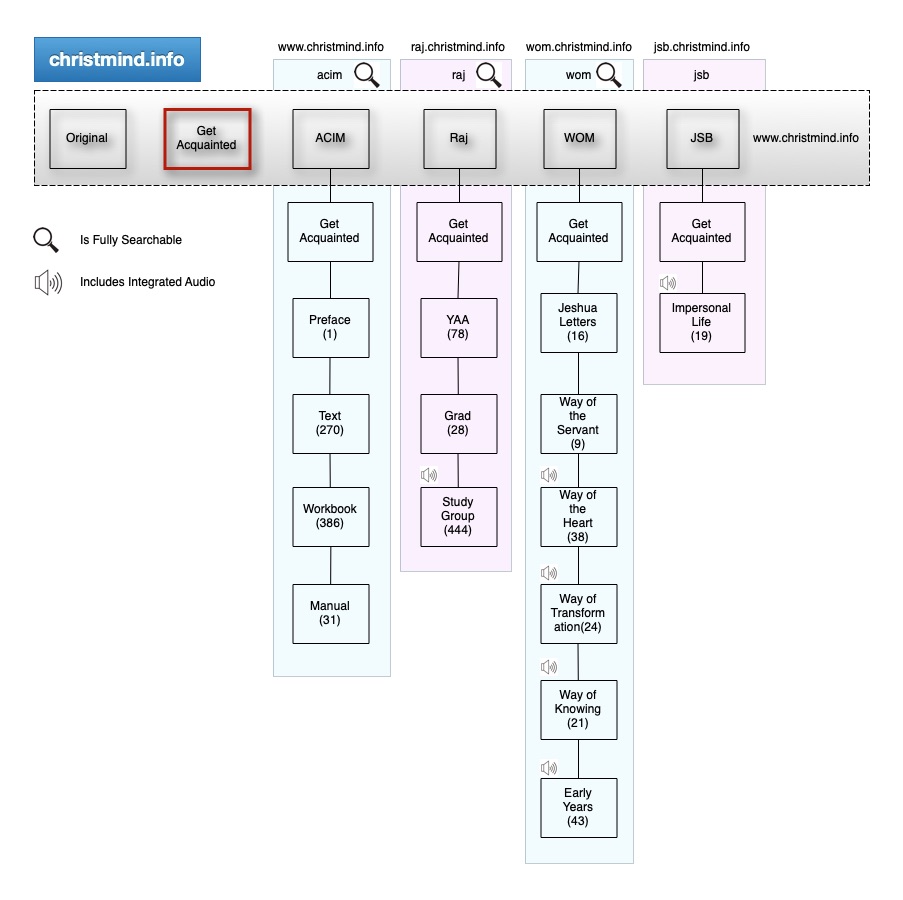 christmind.info
www.christmind.info
raj.christmind.info
wom.christmind.info
jsb.christmind.info
acim
raj
wom
jsb
Original
Get
Acquainted
ACIM
Raj
WOM
JSB
www.christmind.info
Is Fully Searchable
Includes Integrated Audio
Get
Acquainted
Preface
(1)
Text
(270)
Workbook
(386)
Manual
(31)
Get
Acquainted
YAA
(78)
Grad
(28)
Study
Group
(444)
Get
Acquainted
Jeshua
Letters
(16)
Way of
the
Servant
(9)
Way of
the
Heart
(38)
Way of
Transform
ation(24)
Way of
Knowing
(21)
Early
Years
(43)
Get
Acquainted
Impersonal
Life
(19)